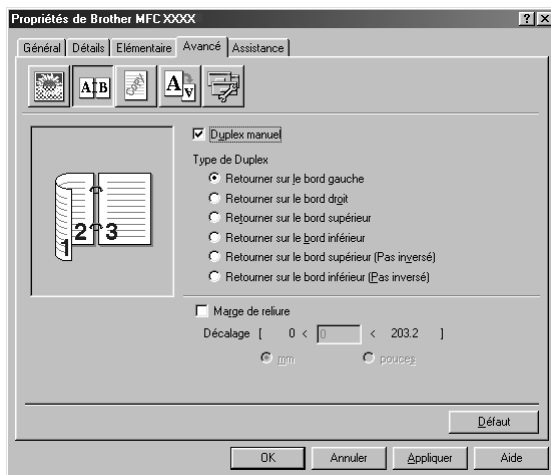 Propriétés de Brother MFC XXXX
Général Détails Elémentaire Avancé Assistance
A B
A
Duplex manuel
Type de Duplex
Retourner sur le bord gauche
Retourner sur le bord droit
Retourner sur le bord supérieur
Retourner sur le bord inférieur
Retourner sur le bord supérieur (Pas inversé)
Retourner sur le bord inférieur (Pas inversé)
1 2 3
Marge de reliure
Décalage [ 0 < 0 < 203.2 ]
mm pouces
Défaut
OK Annuler Appliquer Aide